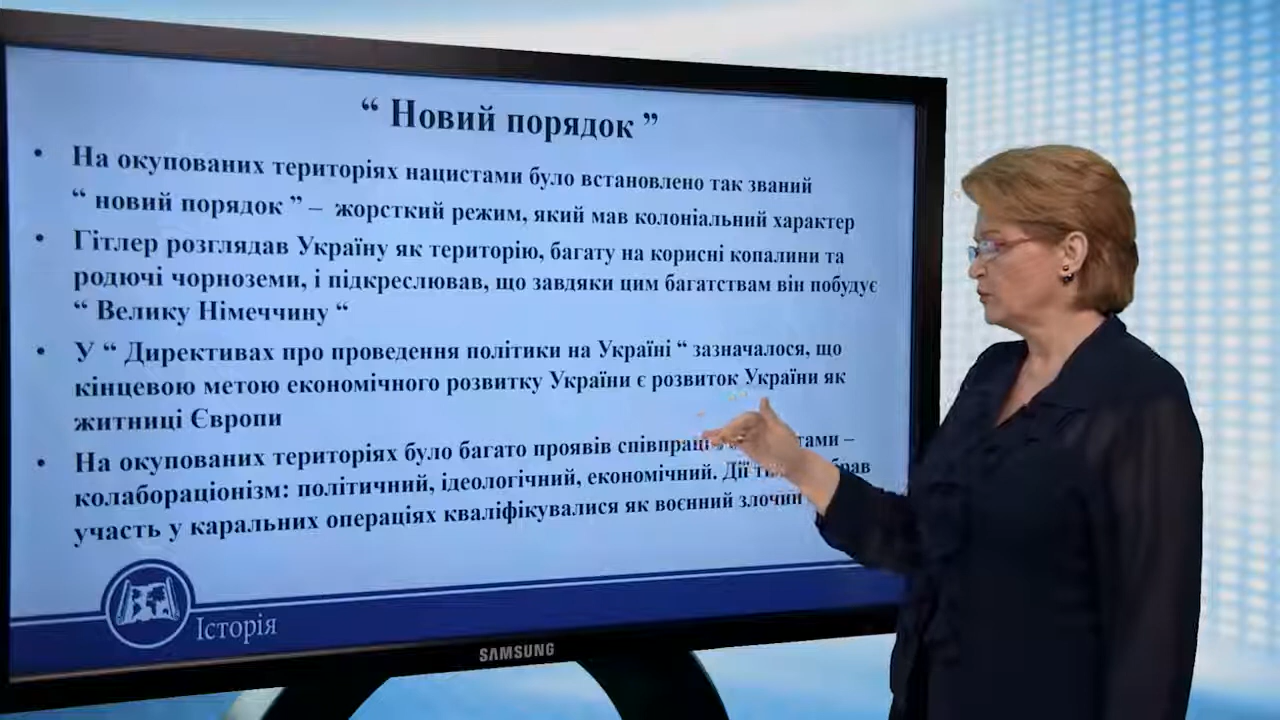 “ Новий порядок ”
• На окупованих територіях нацистами було встановлено так званий
“ новий порядок ” – жорсткий режим, який мав колоніальний характер
• Гітлер розглядав Україну як територію, багату на корисні копалини та
родючі чорноземи, і підкреслював, що завдяки цим багатствам він побудує
“ Велику Німеччину “
• У “ Директивах про проведення політики на Україні “ зазначалося, що
кінцевою метою економічного розвитку України є розвиток України як
житниці Європи
• На окупованих територіях було багато проявів
колабораціонізм: політичний, ідеологічний, економічний. Дії
участь у каральних операціях кваліфікувалися як воєнний злочин
Історія
SAMSUNG